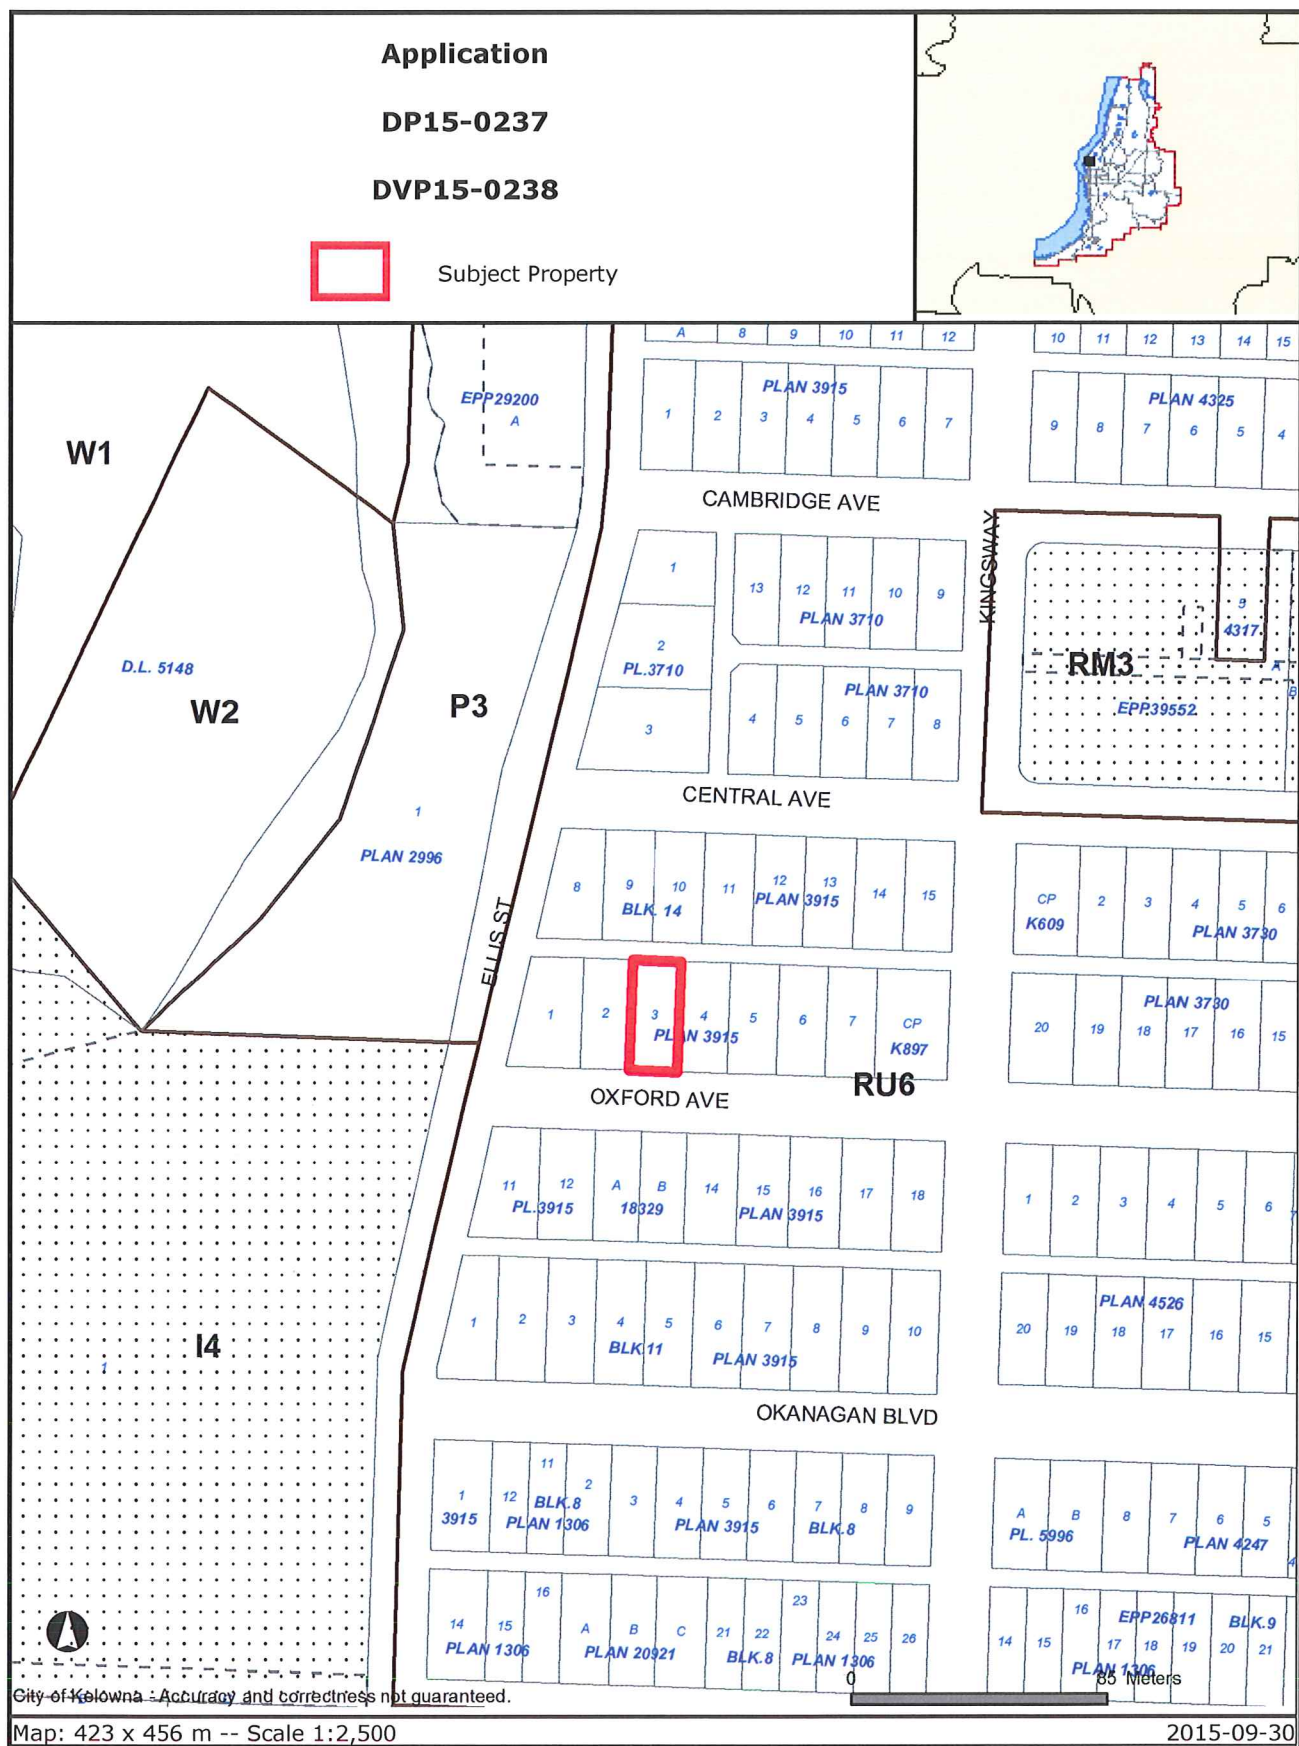 Application
DP15-0237
DVP15-0238
Subject Property
A 8 9 10 11 12
10 11 12 13 14 15
EPP29200
A
PLAN 3915
1 2 3 4 5 6 7
PLAN 4325
9 8 7 6 5 4
W1
CAMBRIDGE AVE
KINGSWAY
1
13 12 11 10 9
PLAN 3710
2
PL.3710
3
PLAN 3710
4 5 6 7 8
4317
RM3
A
B
EPP39552
D.L. 5148
W2
P3
CENTRAL AVE
1
PLAN 2996
ELLIS ST
8 9 10 11 12 13 14 15
BLK. 14
PLAN 3915
CP
K609
2 3 4 5 6
PLAN 3730
1 2 3 4 5 6 7 CP
PLAN 3915
K897
PLAN 3730
20 19 18 17 16 15
RU6
OXFORD AVE
11 12 A B 14 15 16 17 18
PL.3915
18329
PLAN 3915
1 2 3 4 5 6 7
1 2 3 4 5 6 7 8 9 10
BLK.11
PLAN 3915
PLAN 4526
20 19 18 17 16 15
I4
1
OKANAGAN BLVD
1 12 11 2 3 4 5 6 7 8 9
3915
BLK.8
PLAN 1306
PLAN 3915
BLK.8
A B 8 7 6 5
PL. 5996
PLAN 4247
4
14 15 16 A B C 21 22 23 24 25 26
PLAN 1306
PLAN 20921
BLK.8
PLAN 1306
14 15 16 17 18 19 20 21
EPP26811
BLK.9
PLAN 1306
0 85 Meters
City of Kelowna - Accuracy and correctness not guaranteed.
Map: 423 x 456 m -- Scale 1:2,500
2015-09-30